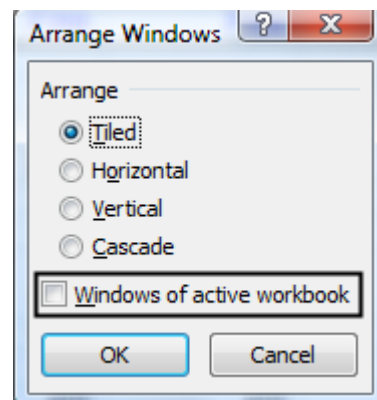 Arrange Windows
Arrange
Tiled
Horizontal
Vertical
Cascade
Windows of active workbook
OK Cancel